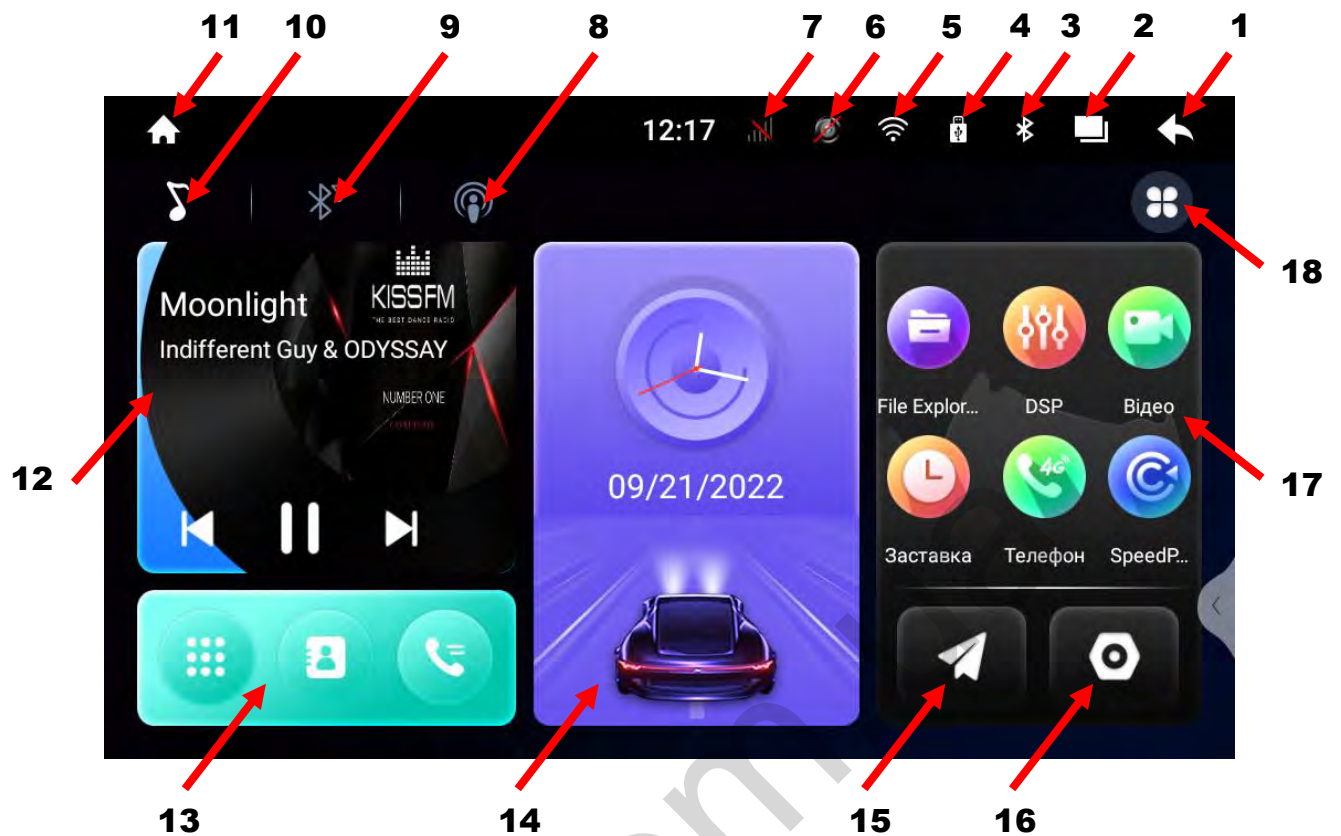 11 10 9 8 7 6 5 4 3 2 1
12:17
18
Moonlight
Indifferent Guy & ODYSSAY
KISSFM
THE BEST DANCE RADIO
NUMBER ONE
12
09/21/2022
File Explor... DSP Відео
17
4G
Заставка Телефон SpeedP...
13 14 15 16